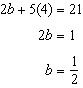 2b + 5(4) = 21
2b = 1
b = 1/2